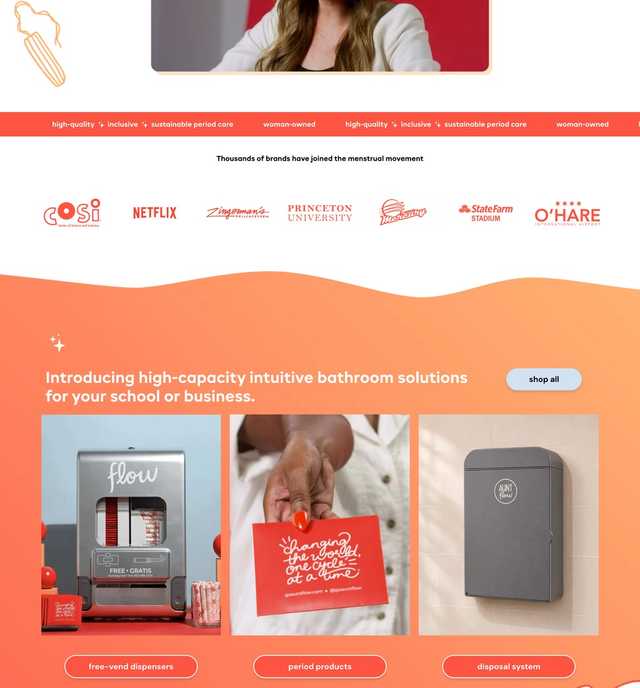 high-quality inclusive sustainable period care woman-owned high-quality inclusive sustainable period care woman-owned
Thousands of brands have joined the menstrual movement
cosi
NETFLIX
Zingerman's
PRINCETON
UNIVERSITY
StateFarm
STADIUM
O'HARE
INTERNATIONAL AIRPORT
Introducing high-capacity intuitive bathroom solutions
for your school or business.
shop all
flow
FREE • GRATIS
changing
the world,
one cycle
at a time
AUNT
flow
free-vend dispensers
period products
disposal system